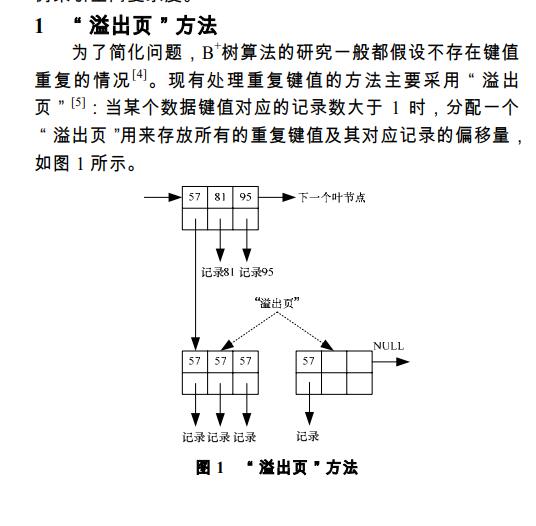 1 “溢出页”方法
为了简化问题，B+树算法的研究一般都假设不存在键值
重复的情况[4]。现有处理重复键值的方法主要采用“溢出
页”[5]：当某个数据键值对应的记录数大于 1 时，分配一个
“溢出页”用来存放所有的重复键值及其对应记录的偏移量，
如图 1 所示。
57 81 95 下一个叶节点
记录81 记录95
“溢出页”
NULL
57 57 57 57
记录 记录 记录 记录
图 1 “溢出页”方法